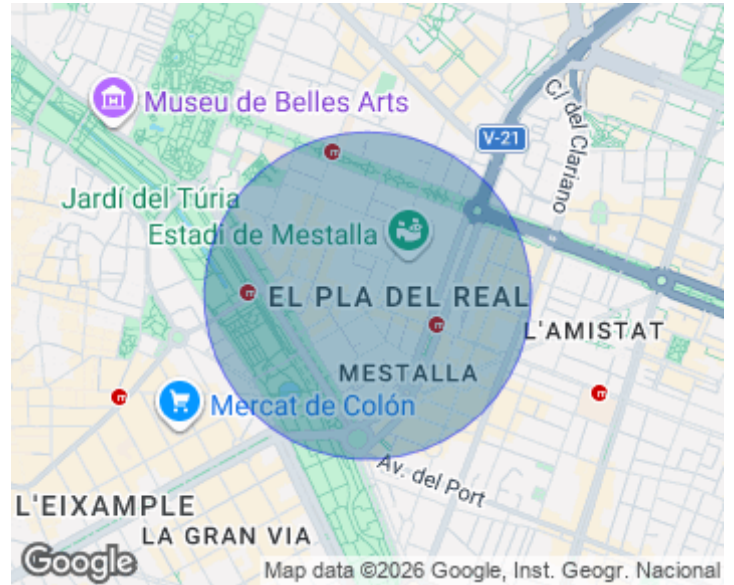 Museu de Belles Arts
V-21
C/ del Clariano
Jardí del Túria
Estadi de Mestalla
EL PLA DEL REAL
L'AMISTAT
MESTALLA
Mercat de Colón
Av. del Port
L'EIXAMPLE
LA GRAN VIA
Google
Map data ©2026 Google, Inst. Geogr. Nacional